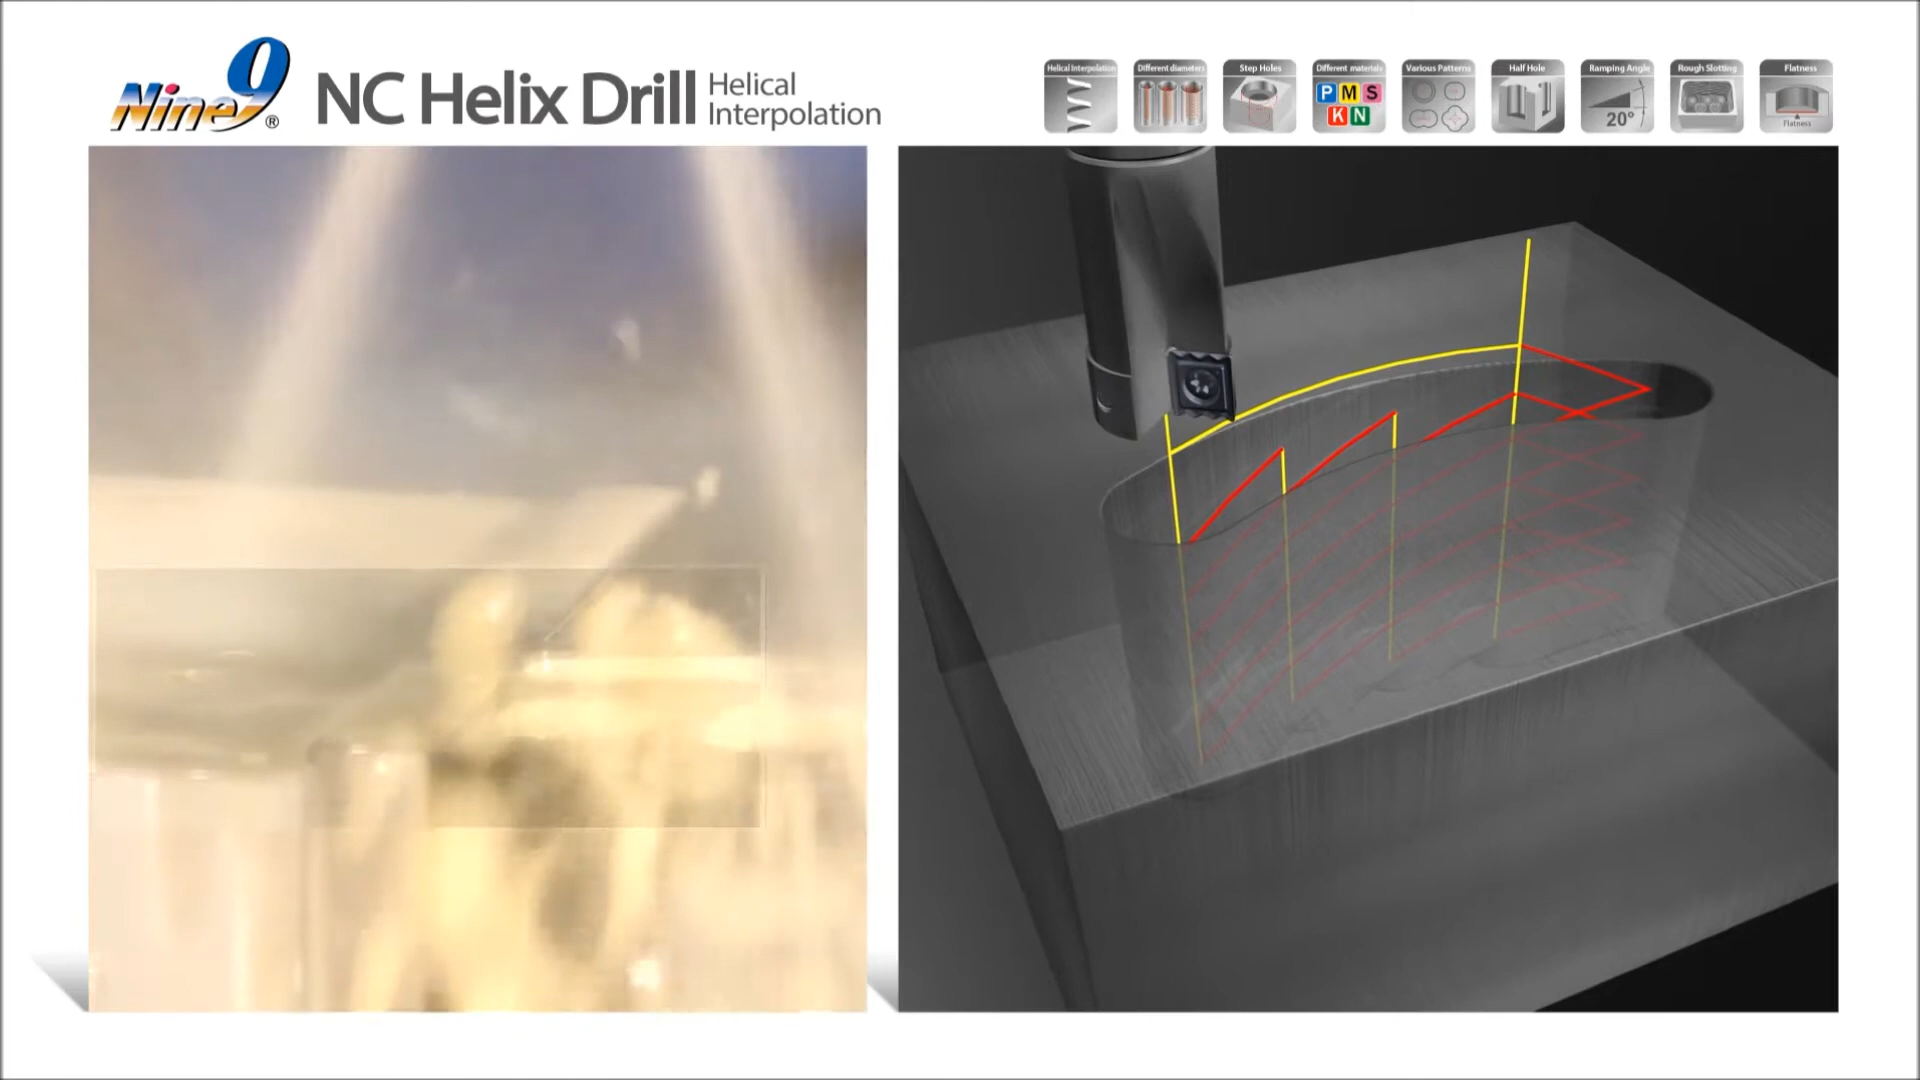 Nine9®
NC Helix Drill
Helical
Interpolation
Helical Interpolation
Different diameters
Step Holes
Different materials
P M S
K N
Various Patterns
Half Hole
Ramping Angle
20°
Rough Slotting
Flatness
Flatness